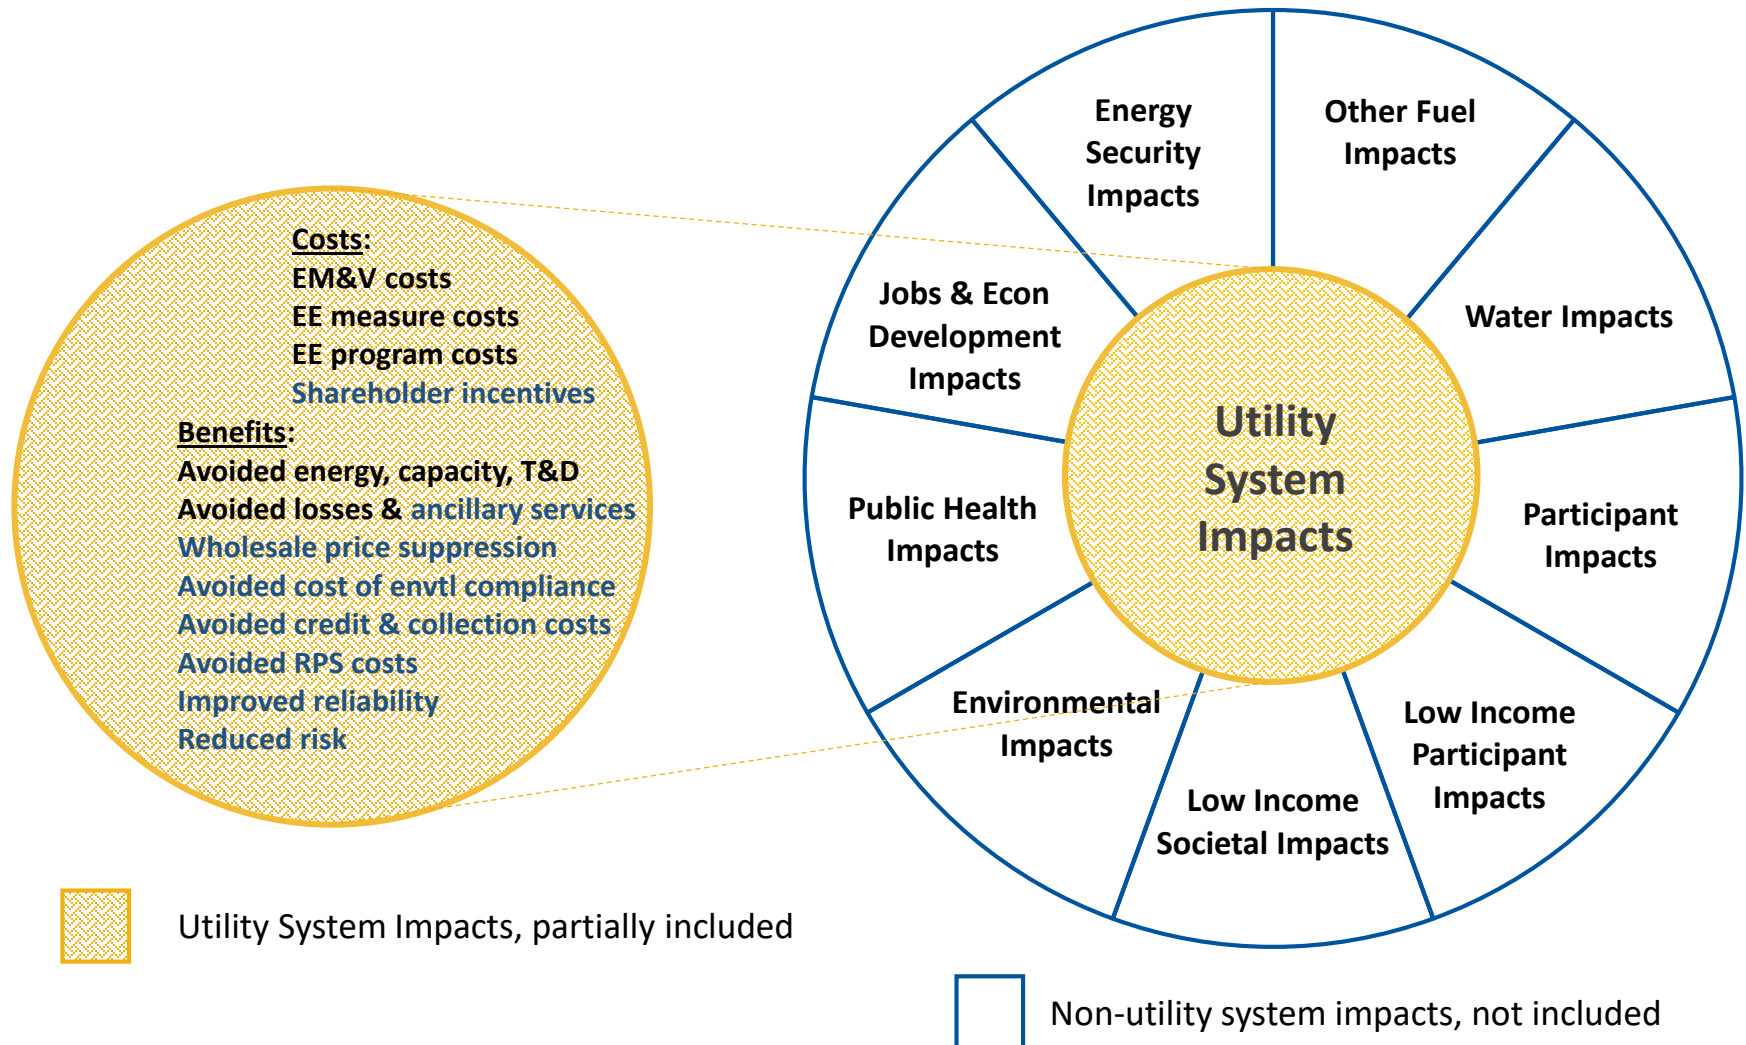 Costs:
EM&V costs
EE measure costs
EE program costs
Shareholder incentives
Benefits:
Avoided energy, capacity, T&D
Avoided losses & ancillary services
Wholesale price suppression
Avoided cost of envtl compliance
Avoided credit & collection costs
Avoided RPS costs
Improved reliability
Reduced risk
Utility System Impacts, partially included
Energy
Security
Impacts
Other Fuel
Impacts
Water Impacts
Participant
Impacts
Low Income
Participant
Impacts
Low Income
Societal Impacts
Environmental
Impacts
Public Health
Impacts
Jobs & Econ
Development
Impacts
Utility
System
Impacts
Non-utility system impacts, not included